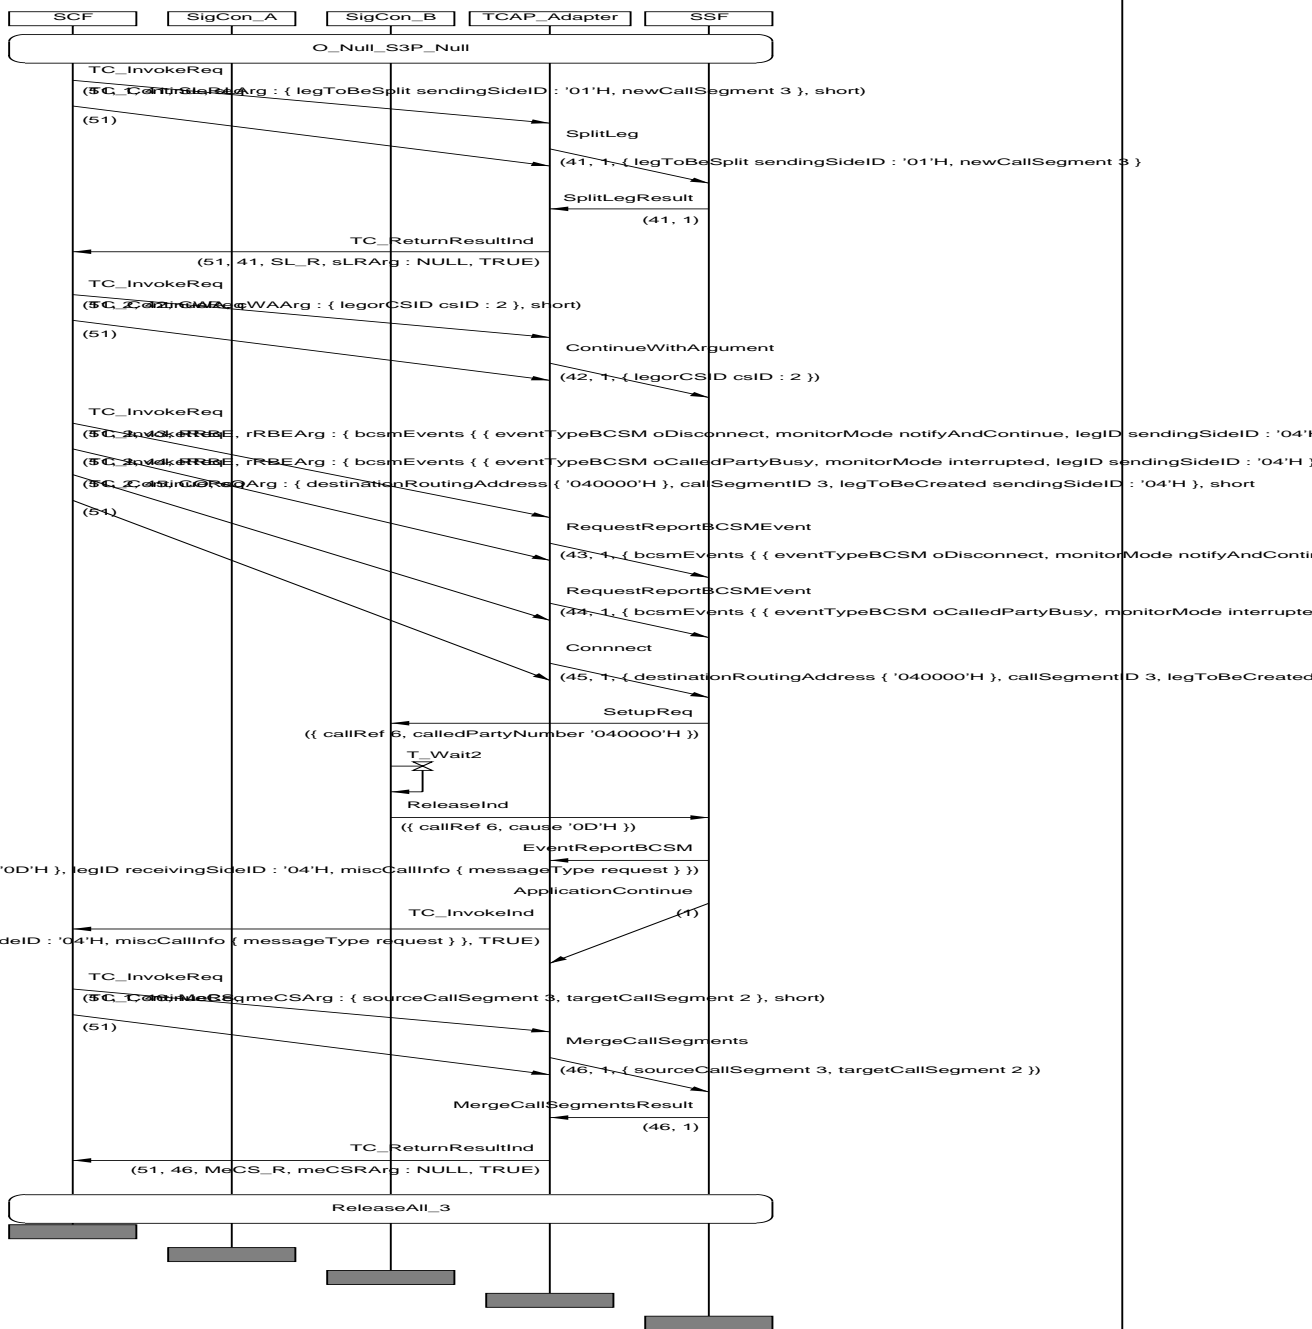 SCF SigCon_A SigCon_B TCAP_Adapter SSF
O_Null_S3P_Null
TC_InvokeReq
Arg : { legToBeSplit sendingSideID : '01'H, newCallSegment 3 }, short)
(51)
SplitLeg
(41, 1, { legToBeSplit sendingSideID : '01'H, newCallSegment 3 }
SplitLegResult
(41, 1)
TC_ReturnResultInd
(51, 41, SL_R, sLRArg : NULL, TRUE)
TC_InvokeReq
cWAArg : { legorCSID csID : 2 }, short)
(51)
ContinueWithArgument
(42, 1, { legorCSID csID : 2 })
TC_InvokeReq
rRBEArg : { bcsmEvents { { eventTypeBCSM oDisconnect, monitorMode notifyAndContinue, legID sendingSideID : '04'H
rRBEArg : { bcsmEvents { { eventTypeBCSM oCalledPartyBusy, monitorMode interrupted, legID sendingSideID : '04'H }
Arg : { destinationRoutingAddress { '040000'H }, callSegmentID 3, legToBeCreated sendingSideID : '04'H }, short
(51)
RequestReportBCSMEvent
(43, 1, { bcsmEvents { { eventTypeBCSM oDisconnect, monitorMode
RequestReportBCSMEvent
(44, 1, { bcsmEvents { { eventTypeBCSM oCalledPartyBusy, monitorMode
Connnect
(45, 1, { destinationRoutingAddress { '040000'H }, callSegmentID 3, legToBeCreated
SetupReq
({ callRef 6, calledPartyNumber '040000'H })
T_Wait2
ReleaseInd
({ callRef 6, cause '0D'H })
EventReportBCSM
'0D'H }, legID receivingSideID : '04'H, miscCallInfo { messageType request } })
ApplicationContinue
(1)
TC_InvokeInd
deID : '04'H, miscCallInfo { messageType request } }, TRUE)
TC_InvokeReq
meCSArg : { sourceCallSegment 3, targetCallSegment 2 }, short)
(51)
MergeCallSegments
(46, 1, { sourceCallSegment 3, targetCallSegment 2 })
MergeCallSegmentsResult
(46, 1)
TC_ReturnResultInd
(51, 46, MeCS_R, meCSRArg : NULL, TRUE)
ReleaseAll_3